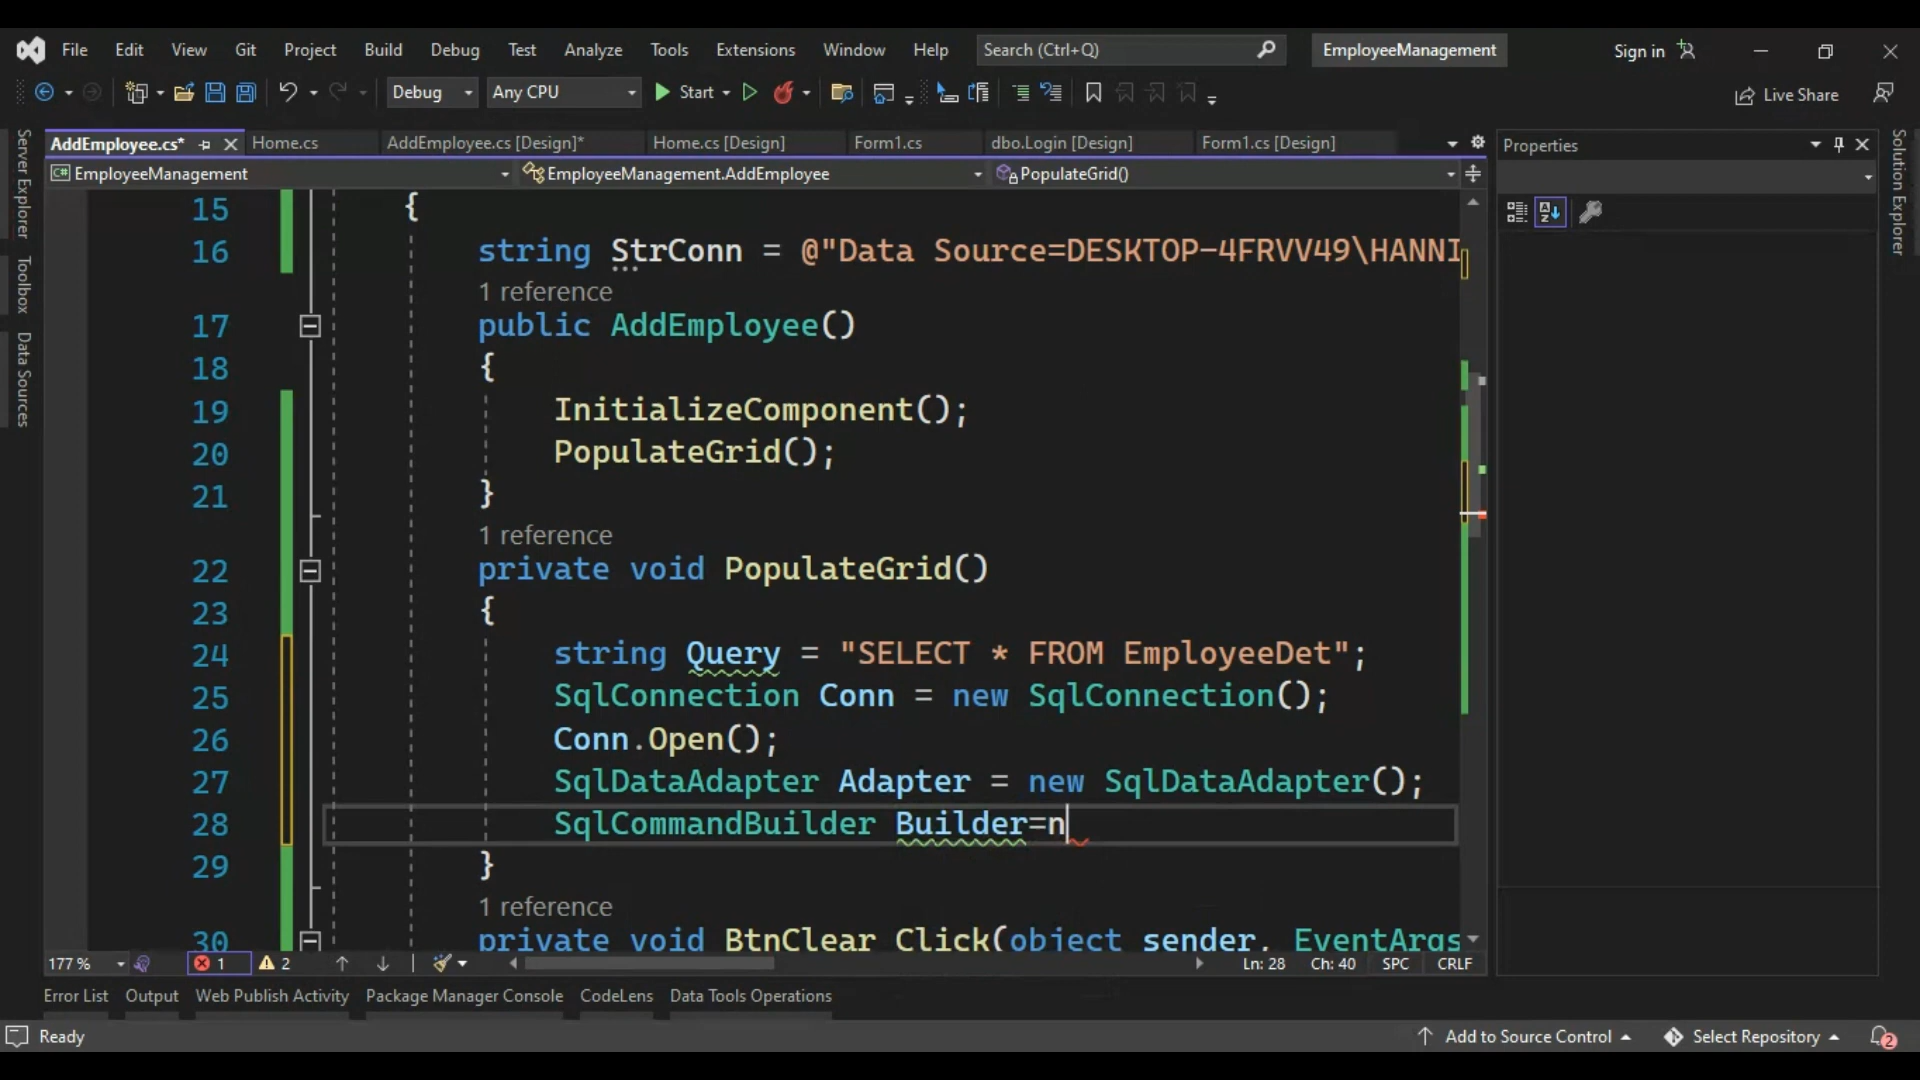 File Edit View Git Project Build Debug Test Analyze Tools Extensions Window Help Search (Ctrl+Q) EmployeeManagement Sign in
Debug Any CPU Start Live Share
AddEmployee.cs* Home.cs AddEmployee.cs [Design]* Home.cs [Design] Form1.cs dbo.Login [Design] Form1.cs [Design] Properties
EmployeeManagement EmployeeManagement.AddEmployee PopulateGrid()
Server Explorer
Toolbox
Data Sources
Solution Explorer
15 {
16 string StrConn = @"Data Source=DESKTOP-4FRVV49\HANNI
1 reference
17 public AddEmployee()
18 {
19 InitializeComponent();
20 PopulateGrid();
21 }
1 reference
22 private void PopulateGrid()
23 {
24 string Query = "SELECT * FROM EmployeeDet";
25 SqlConnection Conn = new SqlConnection();
26 Conn.Open();
27 SqlDataAdapter Adapter = new SqlDataAdapter();
28 SqlCommandBuilder Builder=n
29 }
1 reference
30 private void BtnClear_Click(object sender, EventArgs
177 % 1 2 Ln: 28 Ch: 40 SPC CRLF
Error List Output Web Publish Activity Package Manager Console CodeLens Data Tools Operations
Ready Add to Source Control Select Repository 2